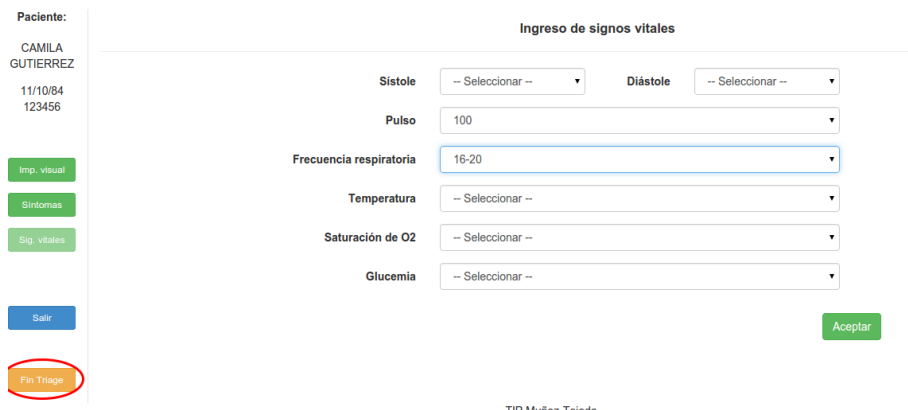 Paciente:
CAMILA
GUTIERREZ
11/10/84
123456
Imp. visual
Síntomas
Sig. vitales
Salir
Fin Triage
Ingreso de signos vitales
Sístole -- Seleccionar -- Diástole -- Seleccionar --
Pulso 100
Frecuencia respiratoria 16-20
Temperatura -- Seleccionar --
Saturación de O2 -- Seleccionar --
Glucemia -- Seleccionar --
Aceptar